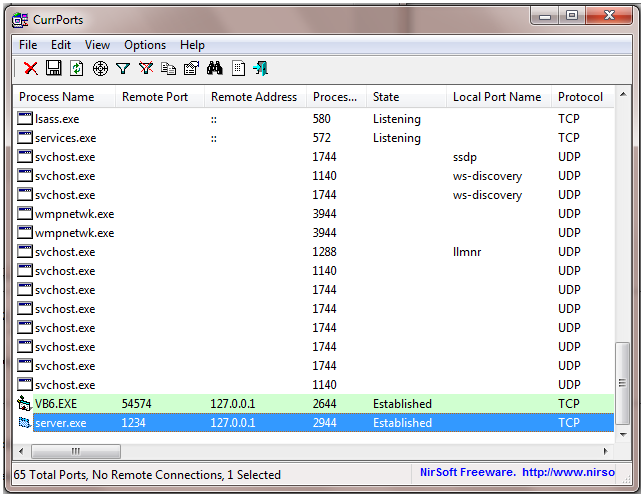 CurrPorts
File Edit View Options Help
Process Name Remote Port Remote Address Proces... State Local Port Name Protocol
lsass.exe :: 580 Listening TCP
services.exe :: 572 Listening TCP
svchost.exe 1744 ssdp UDP
svchost.exe 1140 ws-discovery UDP
svchost.exe 1744 ws-discovery UDP
wmpnetwk.exe 3944 UDP
wmpnetwk.exe 3944 UDP
svchost.exe 1288 llmnr UDP
svchost.exe 1140 UDP
svchost.exe 1744 UDP
svchost.exe 1744 UDP
svchost.exe 1744 UDP
svchost.exe 1744 UDP
svchost.exe 1744 UDP
svchost.exe 1140 UDP
VB6.EXE 54574 127.0.0.1 2644 Established TCP
server.exe 1234 127.0.0.1 2944 Established TCP
65 Total Ports, No Remote Connections, 1 Selected NirSoft Freeware. http://www.nirso